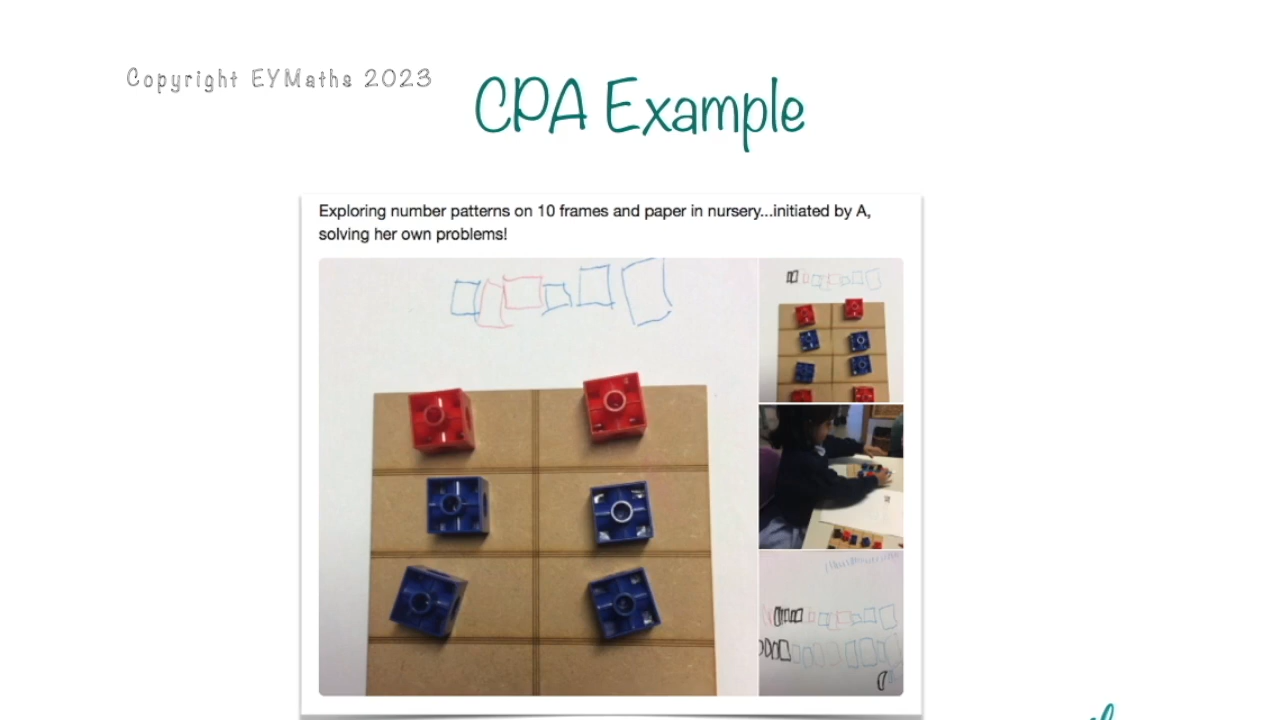 Copyright EYMaths 2023
CPA Example
Exploring number patterns on 10 frames and paper in nursery...initiated by A,
solving her own problems!